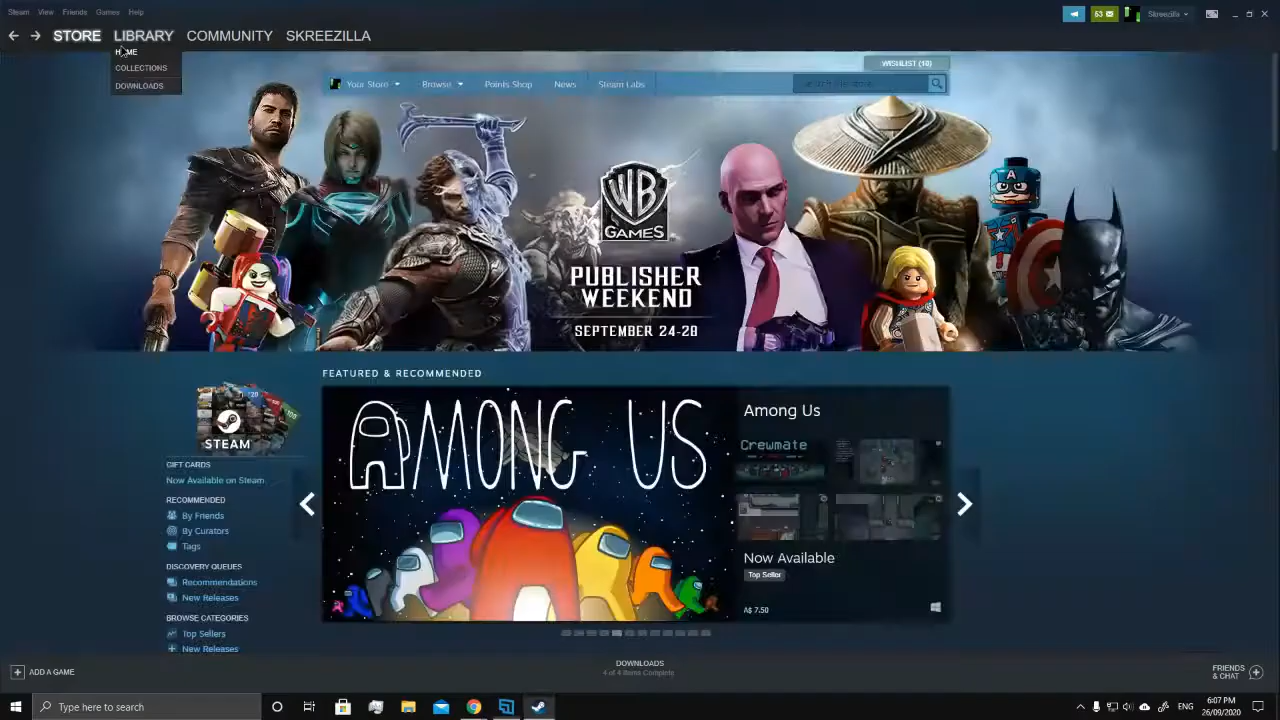 Steam View Friends Games Help
53
Skreezilla
STORE LIBRARY COMMUNITY SKREEZILLA
HOME
COLLECTIONS
DOWNLOADS
WISHLIST (10)
Your Store Browse Points Shop News Steam Labs
WB
GAMES
PUBLISHER
WEEKEND
SEPTEMBER 24-28
FEATURED & RECOMMENDED
AMONG US
Among Us
Crewmate
Now Available
Top Seller
A$ 7.50
STEAM
GIFT CARDS
Now Available on Steam
RECOMMENDED
By Friends
By Curators
Tags
DISCOVERY QUEUES
Recommendations
New Releases
BROWSE CATEGORIES
Top Sellers
New Releases
ADD A GAME
DOWNLOADS
4 of 4 Items Complete
FRIENDS
& CHAT
Type here to search
ENG
6:07 PM
26/09/2020